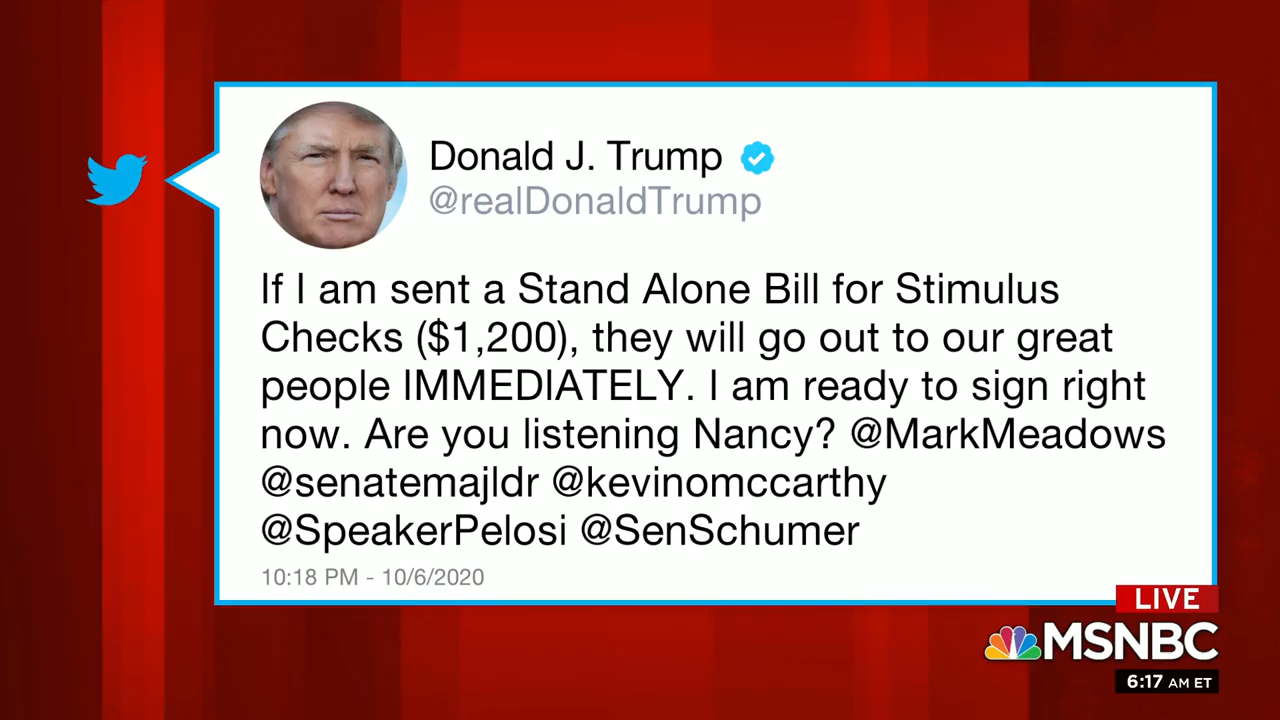 Donald J. Trump
@realDonaldTrump
If I am sent a Stand Alone Bill for Stimulus
Checks ($1,200), they will go out to our great
people IMMEDIATELY. I am ready to sign right
now. Are you listening Nancy? @MarkMeadows
@senatemajldr @kevinomccarthy
@SpeakerPelosi @SenSchumer
10:18 PM - 10/6/2020
LIVE
MSNBC
6:17 AM ET